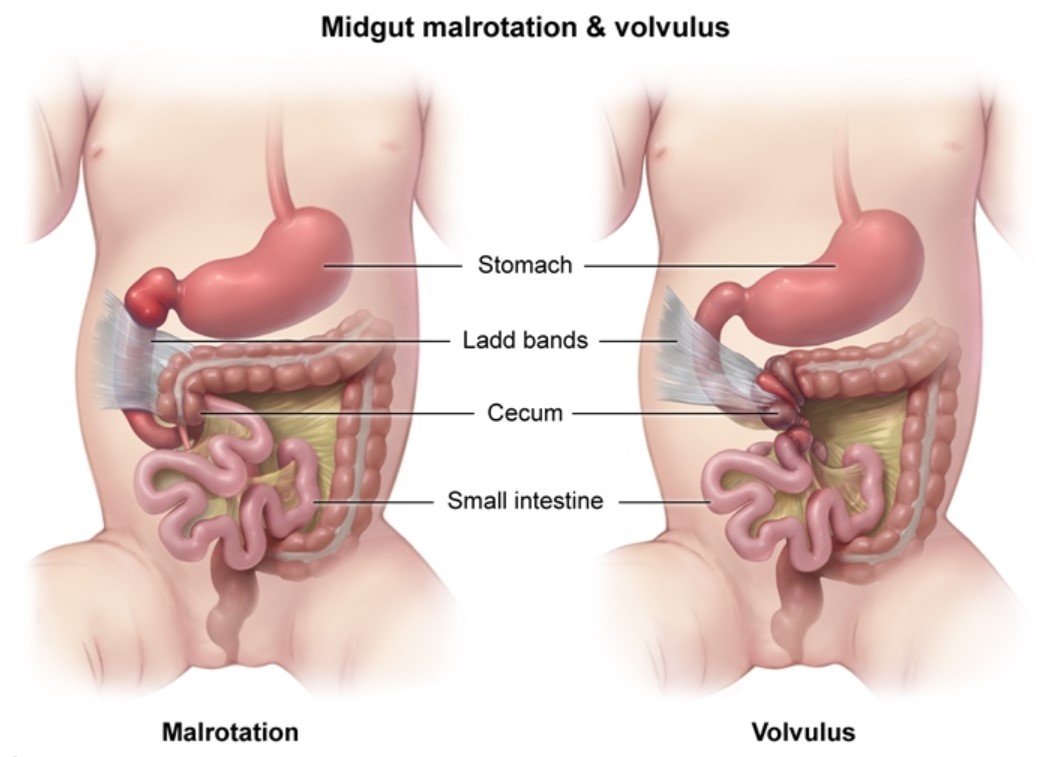 Midgut malrotation & volvulus
Stomach
Ladd bands
Cecum
Small intestine
Malrotation
Volvulus